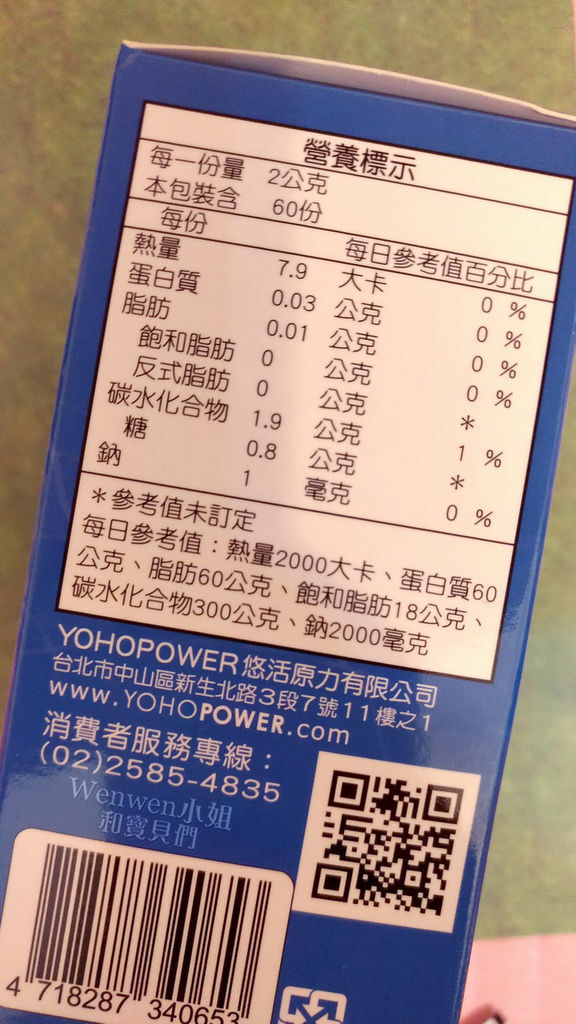 營養標示
每一份量 2公克
本包裝含 60份
每份 每日參考值百分比
熱量 7.9 大卡 0 %
蛋白質 0.03 公克 0 %
脂肪 0.01 公克 0 %
飽和脂肪 0 公克 0 %
反式脂肪 0 公克 *
碳水化合物 1.9 公克 1 %
糖 0.8 公克 *
鈉 1 毫克 0 %
*參考值未訂定
每日參考值：熱量2000大卡、蛋白質60
公克、脂肪60公克、飽和脂肪18公克、
碳水化合物300公克、鈉2000毫克
YOHOPOWER 悠活原力有限公司
台北市中山區新生北路3段7號11樓之1
www.YOHOPOWER.com
消費者服務專線：
(02)2585-4835
Wenwen小姐
和寶貝們
4 718287 340653